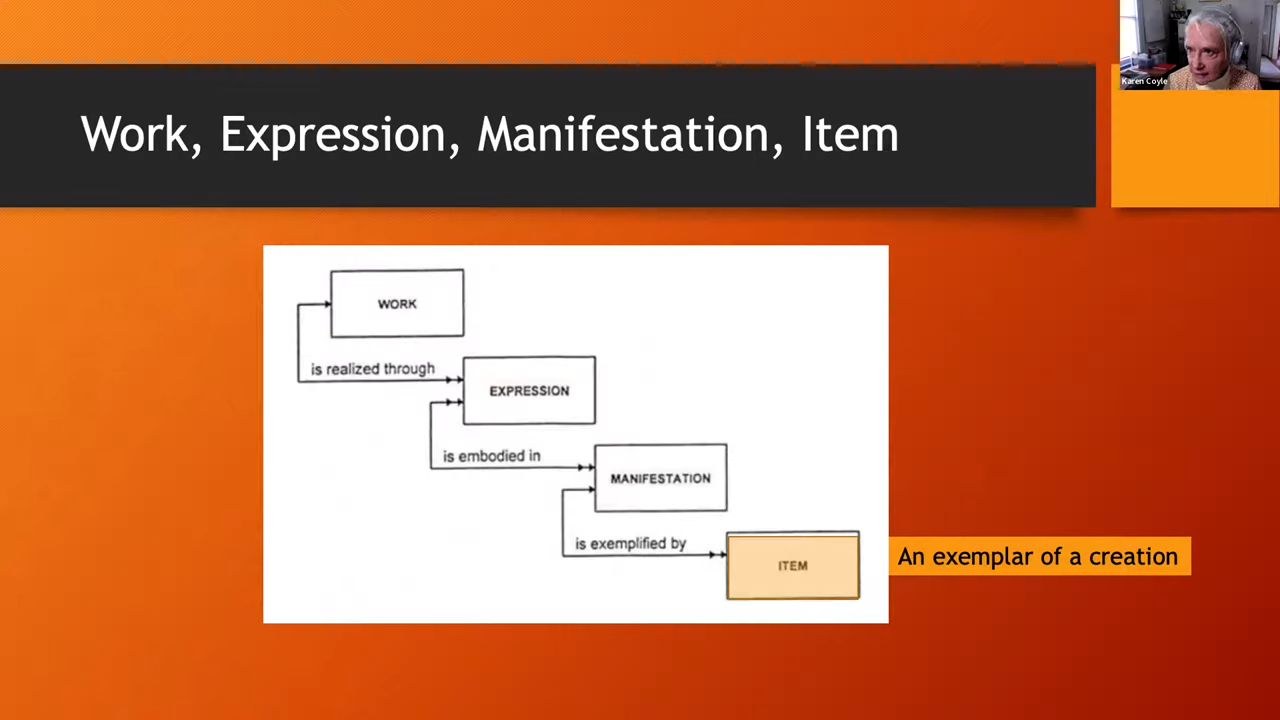 Karen Coyle
Work, Expression, Manifestation, Item
WORK
is realized through
EXPRESSION
is embodied in
MANIFESTATION
is exemplified by
ITEM
An exemplar of a creation